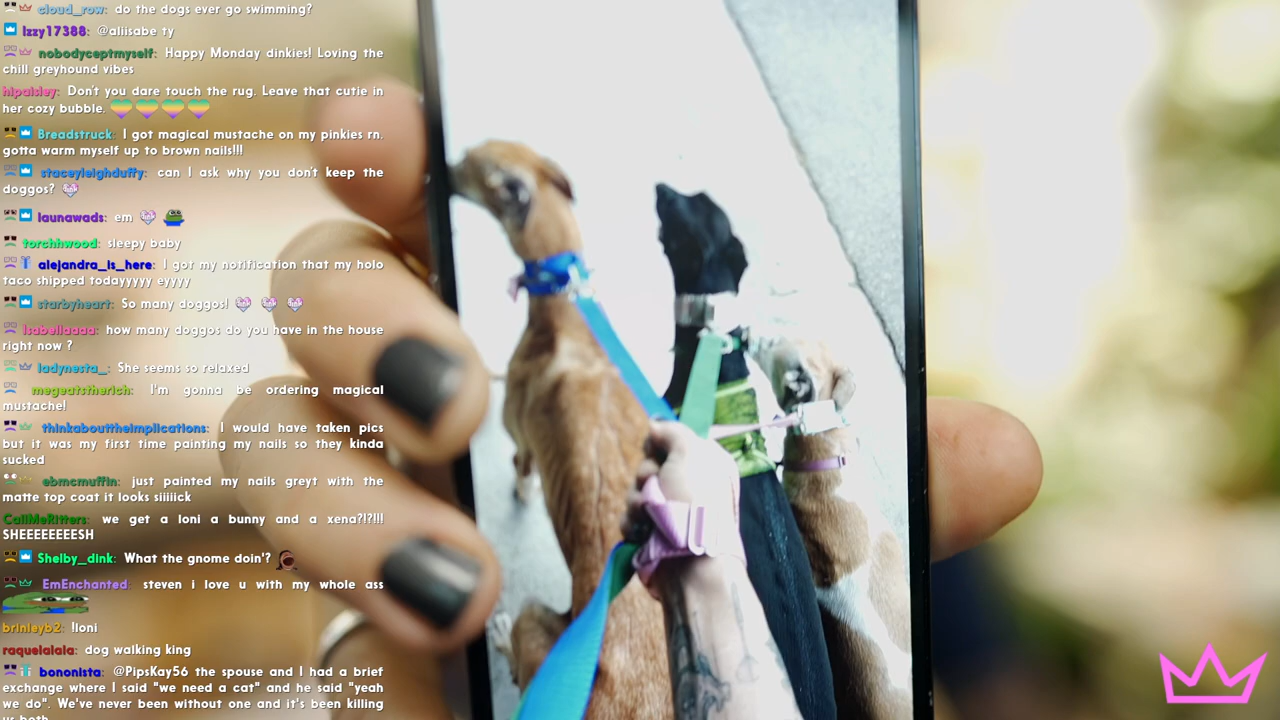 cloud_row: do the dogs ever go swimming?
Izzy17388: @aliisabe ty
nobodyceptmyself: Happy Monday dinkies! Loving the
chill greyhound vibes
hipaisley: Don't you dare touch the rug. Leave that cutie in
her cozy bubble.
Breadstruck: I got magical mustache on my pinkies rn.
gotta warm myself up to brown nails!!!
staceyleighduffy: can I ask why you don't keep the
doggos?
launawads: em
torchhwood: sleepy baby
alejandra_is_here: I got my notification that my holo
taco shipped todayyyyy eyyyy
starbyheart: So many doggos!
Isabellaaaa: how many doggos do you have in the house
right now ?
ladynesta_: She seems so relaxed
megeatstherich: I'm gonna be ordering magical
mustache!
thinkabouttheimplications: I would have taken pics
but it was my first time painting my nails so they kinda
sucked
ebmcmuffin: just painted my nails greyt with the
matte top coat it looks siiiiick
CallMeRitters: we get a loni a bunny and a xena?!?!!!
SHEEEEEEESH
Shelby_dink: What the gnome doin'?
EmEnchanted: steven i love u with my whole ass
brinleyb2: !loni
raquelalala: dog walking king
bononista: @PipsKay56 the spouse and I had a brief
exchange where I said "we need a cat" and he said "yeah
we do". We've never been without one and it's been killing
us both